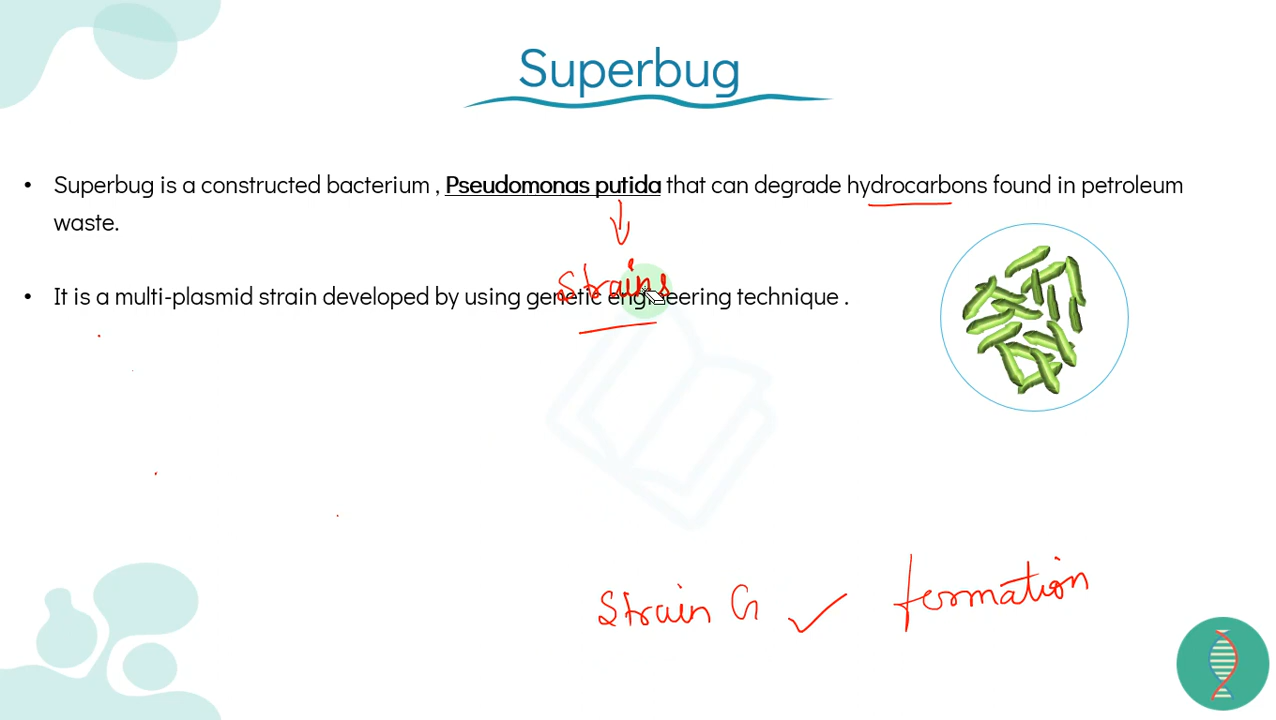 Superbug
• Superbug is a constructed bacterium , Pseudomonas putida that can degrade hydrocarbons found in petroleum
waste.
Strains
• It is a multi-plasmid strain developed by using genetic engineering technique .
Strain G ✓ formation